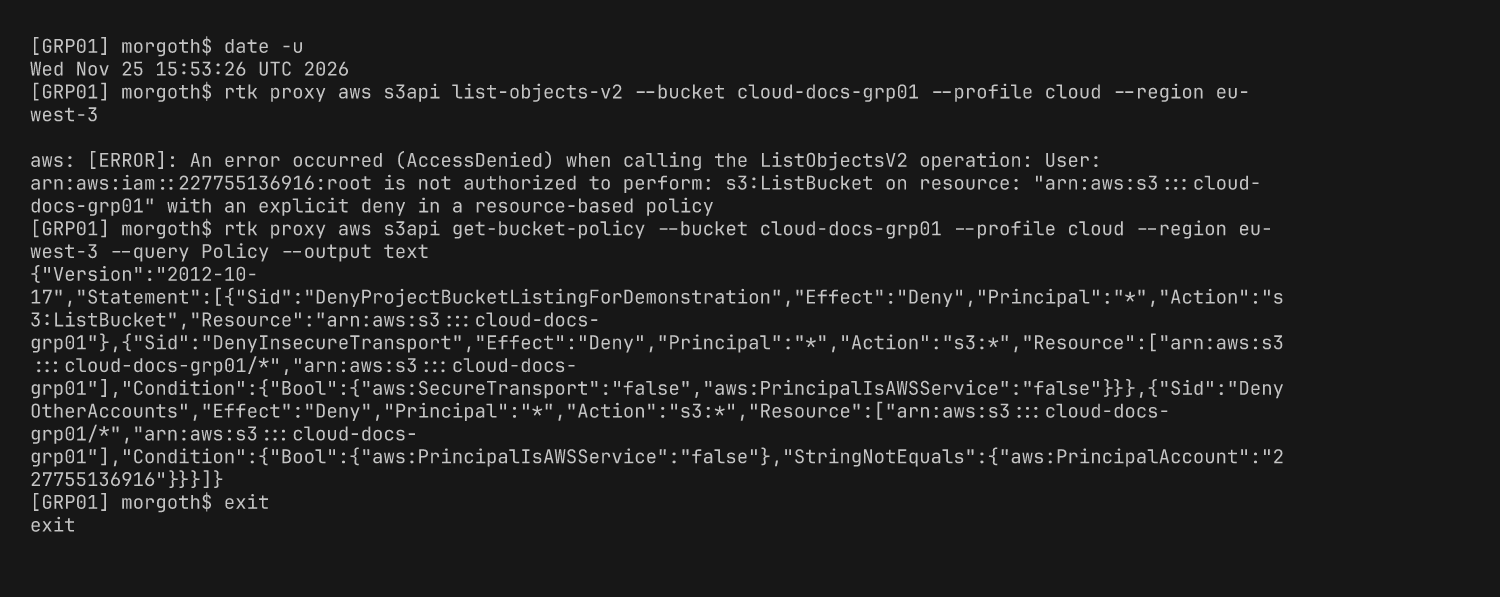 [GRP01] morgoth$ date -u
Wed Nov 25 15:53:26 UTC 2026
[GRP01] morgoth$ rtk proxy aws s3api list-objects-v2 --bucket cloud-docs-grp01 --profile cloud --region eu-
west-3

aws: [ERROR]: An error occurred (AccessDenied) when calling the ListObjectsV2 operation: User:
arn:aws:iam::227755136916:root is not authorized to perform: s3:ListBucket on resource: "arn:aws:s3:::cloud-
docs-grp01" with an explicit deny in a resource-based policy
[GRP01] morgoth$ rtk proxy aws s3api get-bucket-policy --bucket cloud-docs-grp01 --profile cloud --region eu-
west-3 --query Policy --output text
{"Version":"2012-10-
17","Statement":[{"Sid":"DenyProjectBucketListingForDemonstration","Effect":"Deny","Principal":"*","Action":"s
3:ListBucket","Resource":"arn:aws:s3:::cloud-docs-
grp01"},{"Sid":"DenyInsecureTransport","Effect":"Deny","Principal":"*","Action":"s3:*","Resource":["arn:aws:s3
:::cloud-docs-grp01/*","arn:aws:s3:::cloud-docs-
grp01"],"Condition":{"Bool":{"aws:SecureTransport":"false","aws:PrincipalIsAWSService":"false"}}},{"Sid":"Deny
OtherAccounts","Effect":"Deny","Principal":"*","Action":"s3:*","Resource":["arn:aws:s3:::cloud-docs-
grp01/*","arn:aws:s3:::cloud-docs-
grp01"],"Condition":{"Bool":{"aws:PrincipalIsAWSService":"false"},"StringNotEquals":{"aws:PrincipalAccount":"2
27755136916"}}}]}
[GRP01] morgoth$ exit
exit